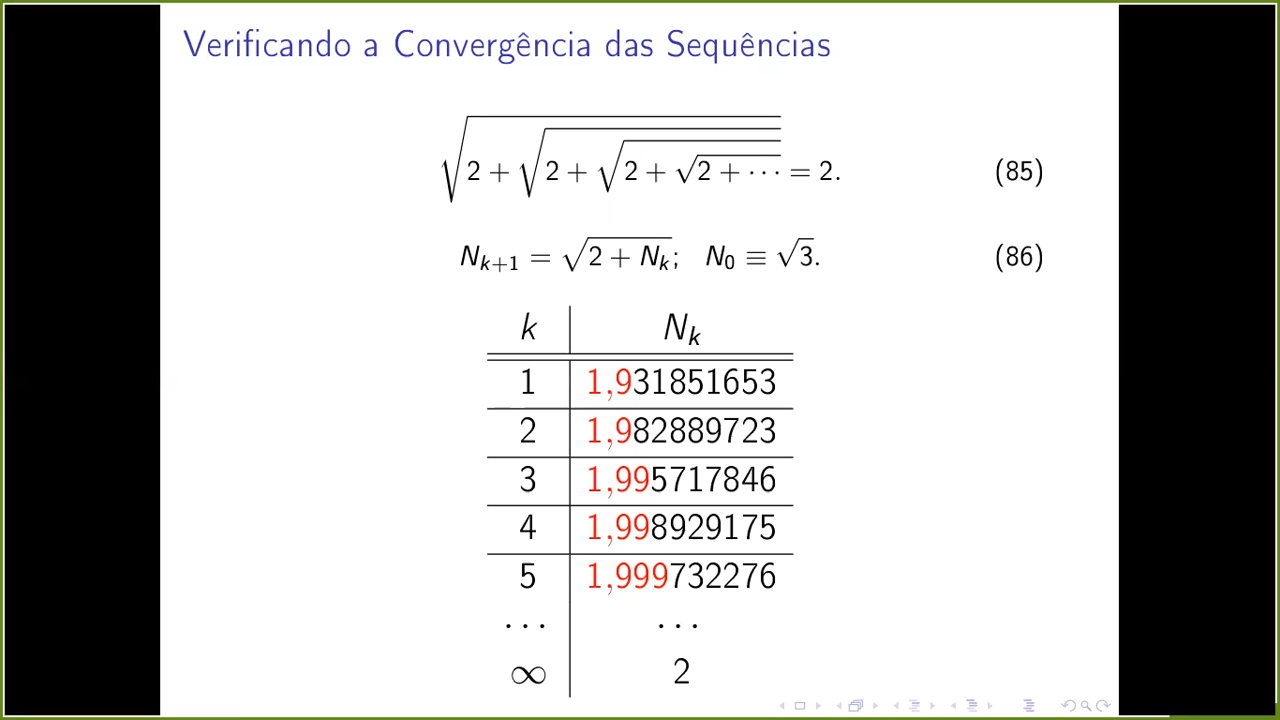 Verificando a Convergência das Sequências
√(2 + √(2 + √(2 + √(2 + ··· = 2. (85)
N_{k+1} = √(2 + N_k); N_0 ≡ √3. (86)
k N_k
1 1,931851653
2 1,982889723
3 1,995717846
4 1,998929175
5 1,999732276
··· ···
∞ 2